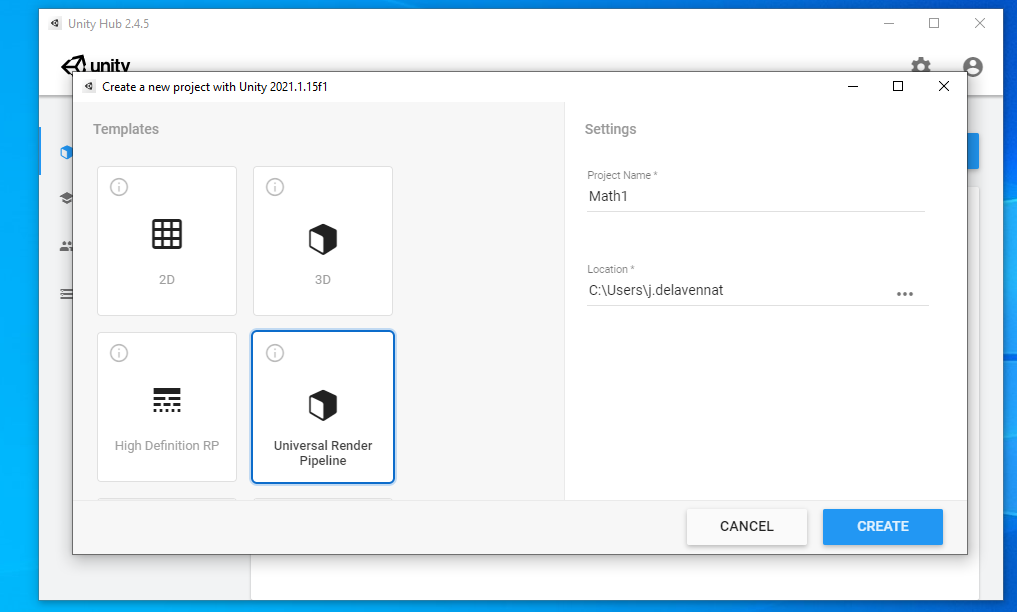 Unity Hub 2.4.5
unity
Create a new project with Unity 2021.1.15f1
Templates
Settings
2D
3D
Project Name *
Math1
Location *
C:\Users\j.delavennat
High Definition RP
Universal Render
Pipeline
CANCEL
CREATE